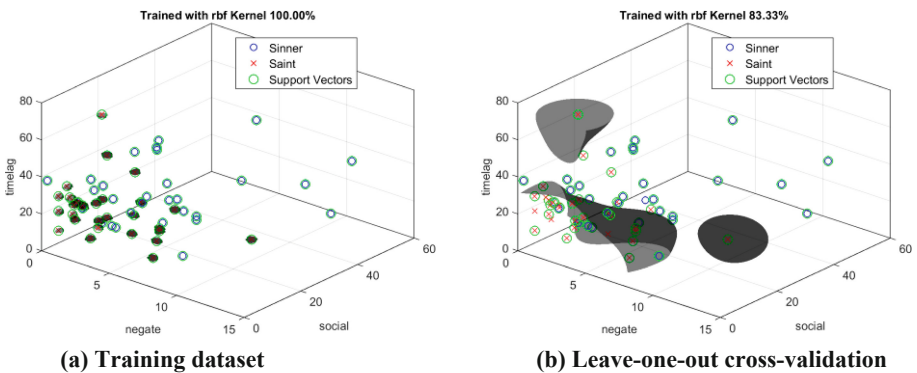 Trained with rbf Kernel 100.00%
Sinner
Saint
Support Vectors
80
60
40
20
0
timelag
0
5
10
15
negate
0
20
40
60
social
(a) Training dataset
Trained with rbf Kernel 83.33%
Sinner
Saint
Support Vectors
80
60
40
20
0
timelag
0
5
10
15
negate
0
20
40
60
social
(b) Leave-one-out cross-validation